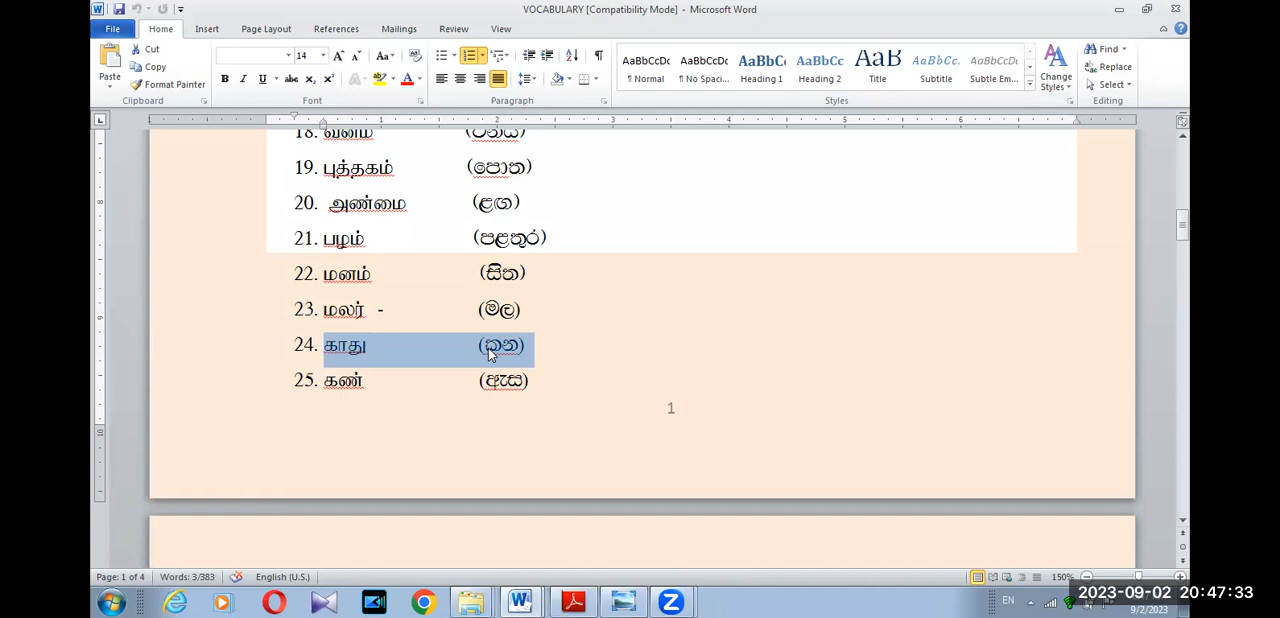 VOCABULARY [Compatibility Mode] - Microsoft Word
File Home Insert Page Layout References Mailings Review View
Cut
Copy
Format Painter
Paste
14
Clipboard Font Paragraph Styles Editing
AaBbCcDc AaBbCcDc AaBbC AaBbCc AaB AaBbCc. AaBbCcDc
¶ Normal ¶ No Spaci... Heading 1 Heading 2 Title Subtitle Subtle Em...
Change Styles
Find
Replace
Select
18. வனம் (වනය)
19. புத்தகம் (පොත)
20. அண்மை (ළඟ)
21. பழம் (පළතුර)
22. மனம் (සිත)
23. மலர் - (මල)
24. காது (කන)
25. கண் (ඇස)
1
Page: 1 of 4 Words: 3/383 English (U.S.) 150%
EN
2023-09-02 20:47:33
9/2/2023